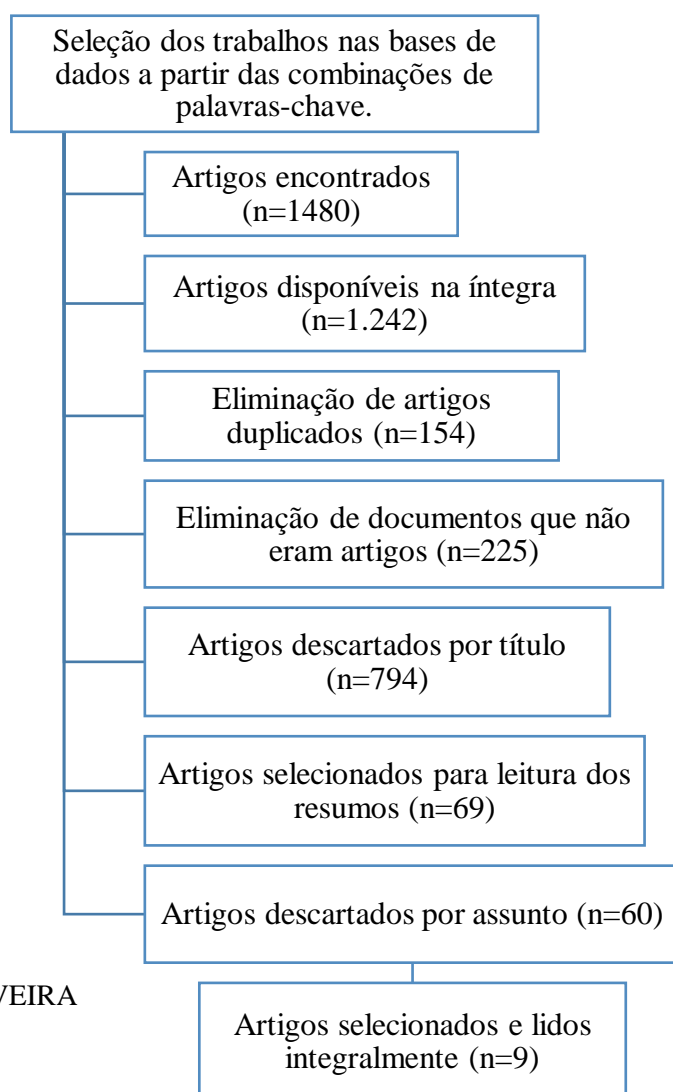 Seleção dos trabalhos nas bases de
dados a partir das combinações de
palavras-chave.
Artigos encontrados
(n=1480)
Artigos disponíveis na íntegra
(n=1.242)
Eliminação de artigos
duplicados (n=154)
Eliminação de documentos que não
eram artigos (n=225)
Artigos descartados por título
(n=794)
Artigos selecionados para leitura dos
resumos (n=69)
Artigos descartados por assunto (n=60)
VEIRA
Artigos selecionados e lidos
integralmente (n=9)